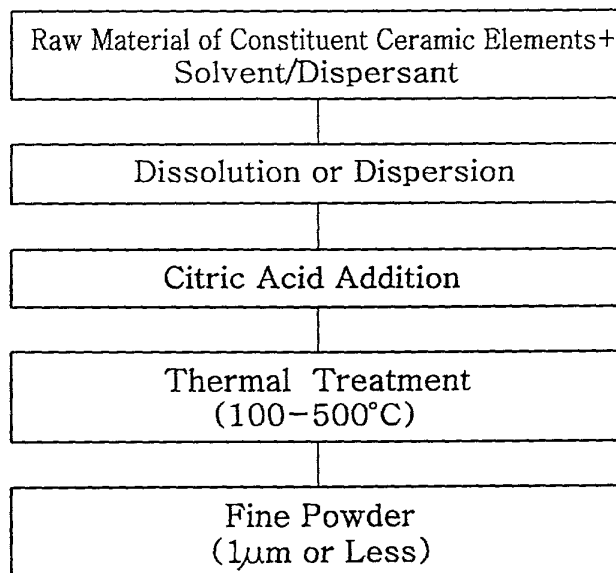 Raw Material of Constituent Ceramic Elements+
Solvent/Dispersant
Dissolution or Dispersion
Citric Acid Addition
Thermal Treatment
(100-500°C)
Fine Powder
(1μm or Less)